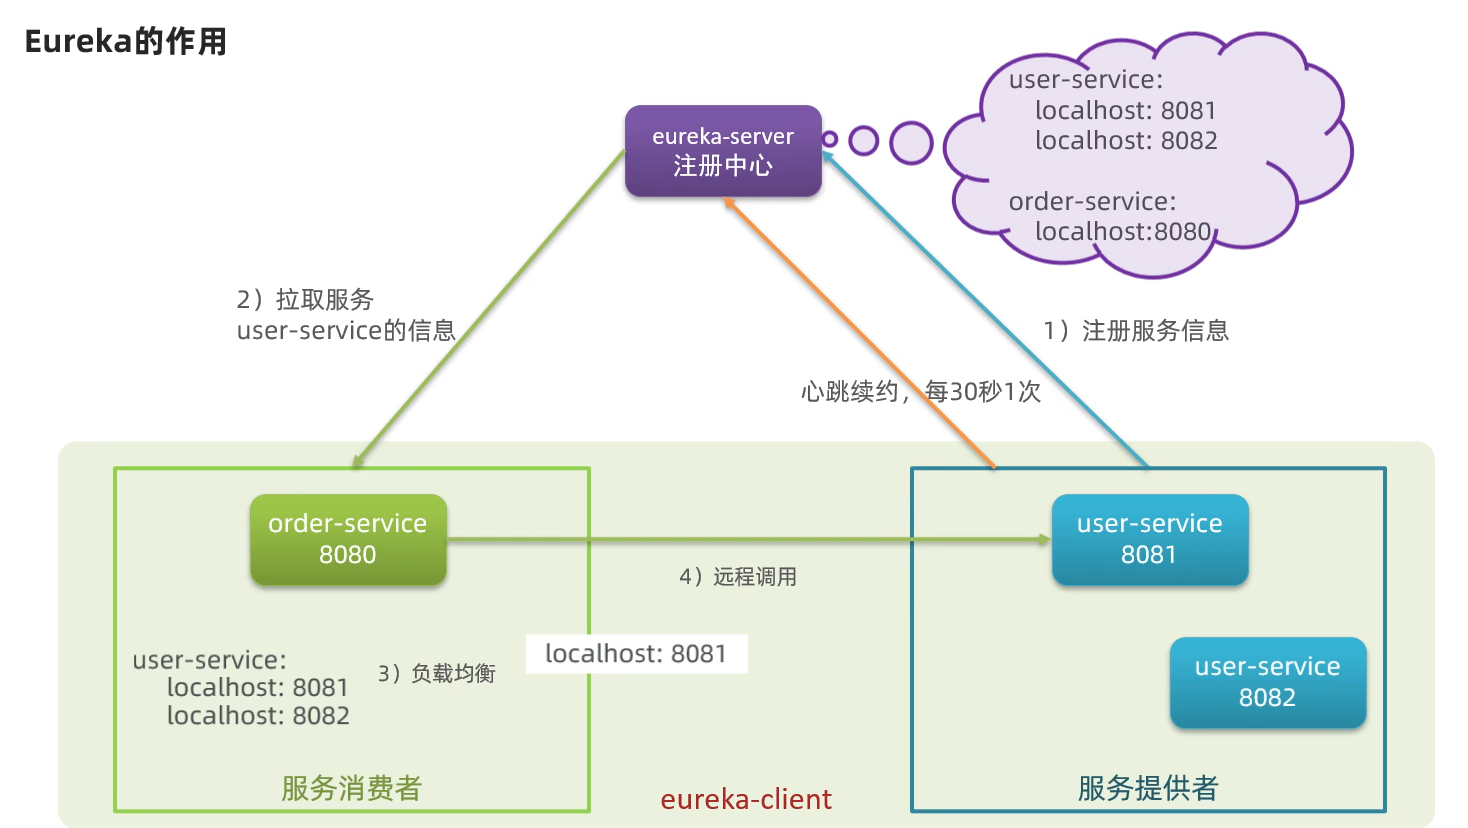 Eureka的作用
eureka-server
注册中心
user-service:
localhost: 8081
localhost: 8082
order-service:
localhost:8080
2）拉取服务
user-service的信息
1）注册服务信息
心跳续约，每30秒1次
order-service
8080
user-service
8081
4）远程调用
localhost: 8081
user-service:
localhost: 8081
localhost: 8082
3）负载均衡
user-service
8082
服务消费者
eureka-client
服务提供者